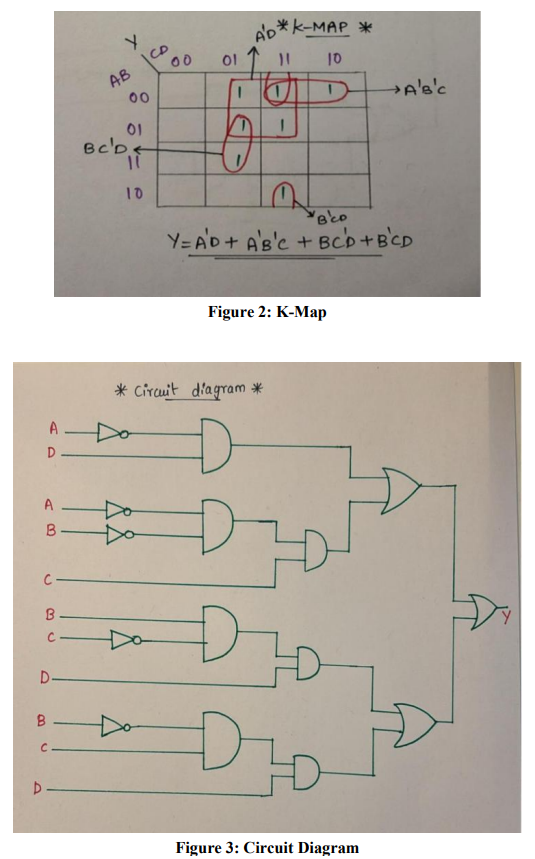 A'D * K-MAP *
Y
CD 00 01 11 10
AB
00 1 1 1 A'B'C
01 1 1
BC'D
11 1
10 1
B'CD
Y=A'D + A'B'C + BC'D + B'CD
Figure 2: K-Map
* Circuit diagram *
A
D
A
B
C
B
C
D
B
C
D
Y
Figure 3: Circuit Diagram